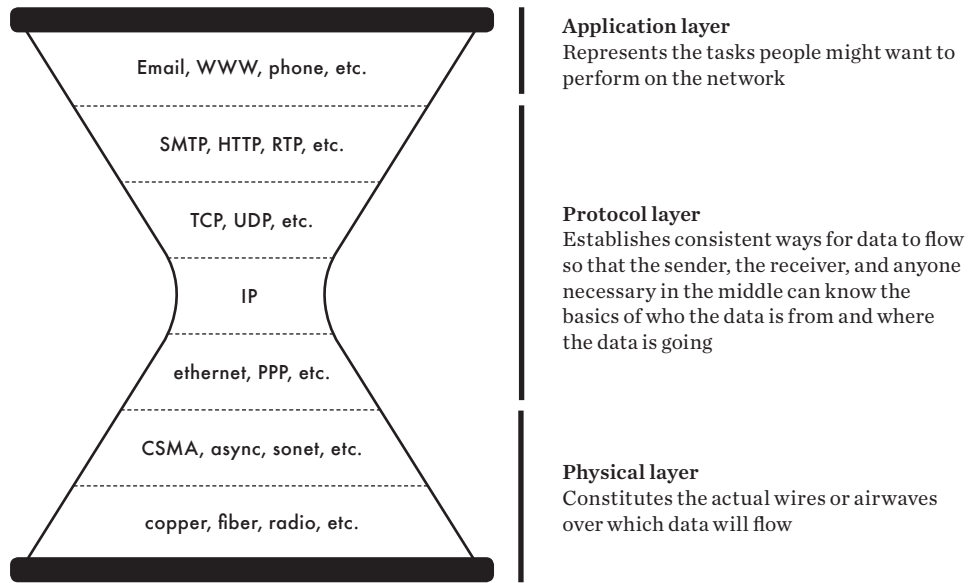 Email, WWW, phone, etc.
SMTP, HTTP, RTP, etc.
TCP, UDP, etc.
IP
ethernet, PPP, etc.
CSMA, async, sonet, etc.
copper, fiber, radio, etc.
Application layer
Represents the tasks people might want to
perform on the network
Protocol layer
Establishes consistent ways for data to flow
so that the sender, the receiver, and anyone
necessary in the middle can know the
basics of who the data is from and where
the data is going
Physical layer
Constitutes the actual wires or airwaves
over which data will flow